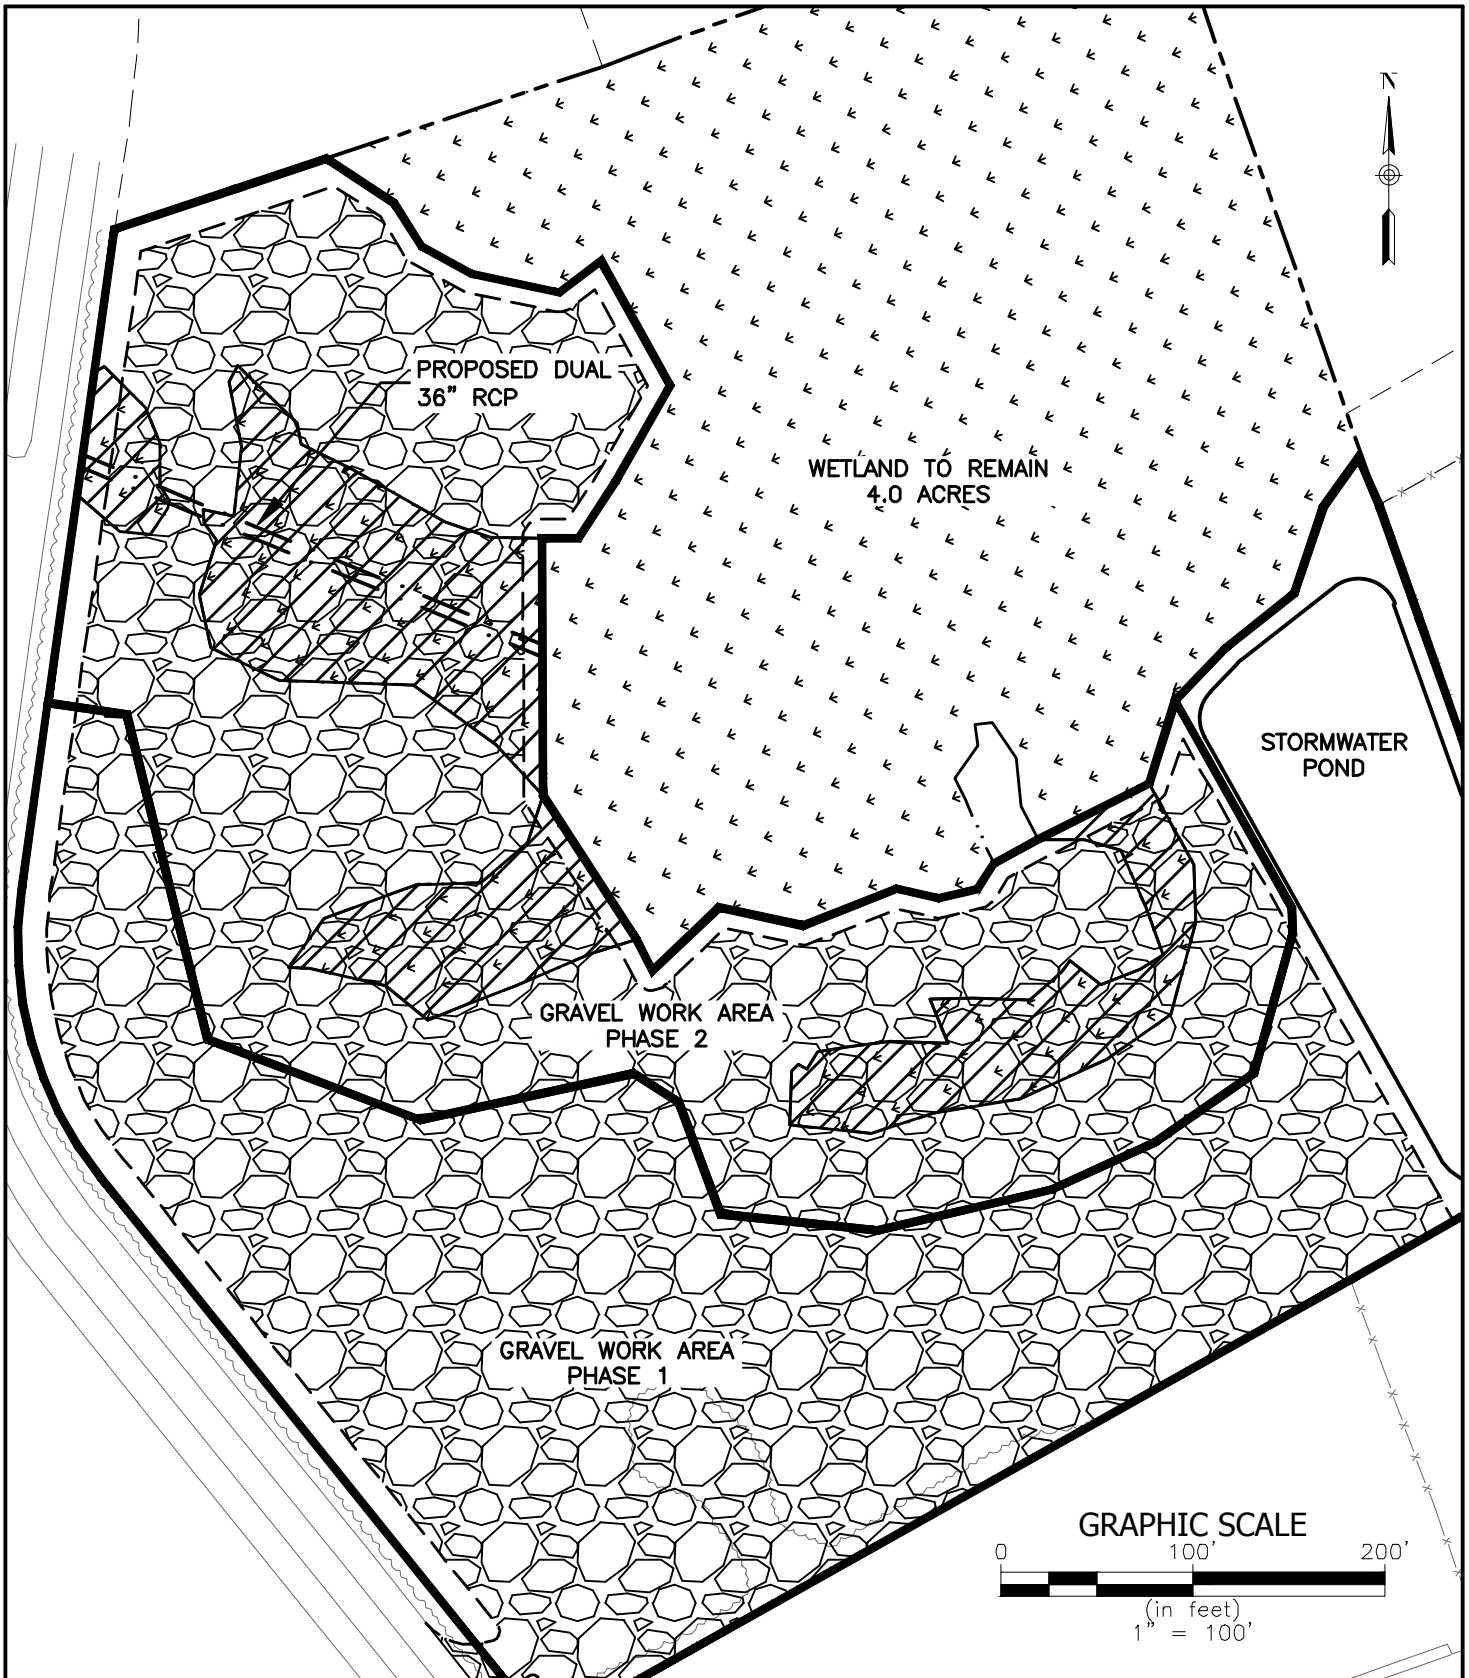 N
PROPOSED DUAL
36" RCP
WETLAND TO REMAIN
4.0 ACRES
STORMWATER
POND
GRAVEL WORK AREA
PHASE 2
GRAVEL WORK AREA
PHASE 1
GRAPHIC SCALE
0 100' 200'
(in feet)
1" = 100'